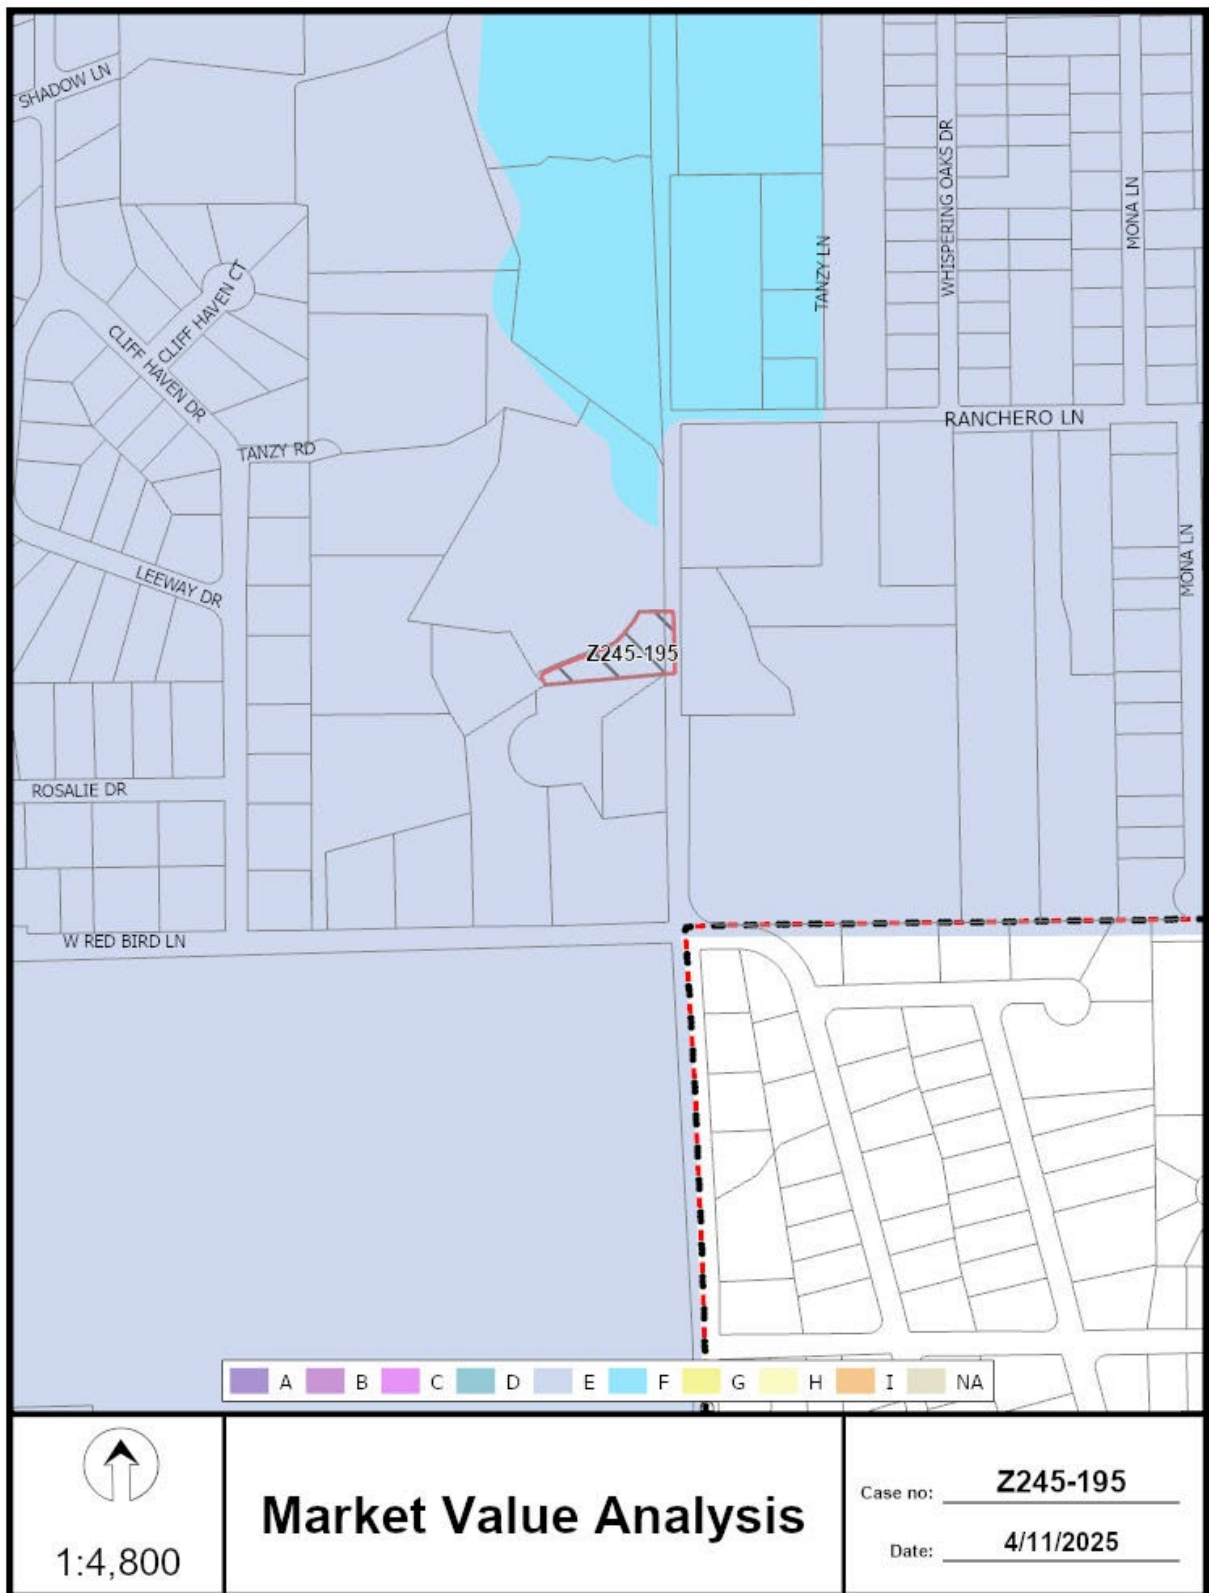 SHADOW LN
WHISPERING OAKS DR
MONA LN
TANZY LN
CLIFF HAVEN CT
CLIFF HAVEN DR
RANCHERO LN
TANZY RD
MONA LN
LEEWAY DR
Z245-195
ROSALIE DR
W RED BIRD LN
A B C D E F G H I NA
1:4,800
Market Value Analysis
Case no: Z245-195
Date: 4/11/2025